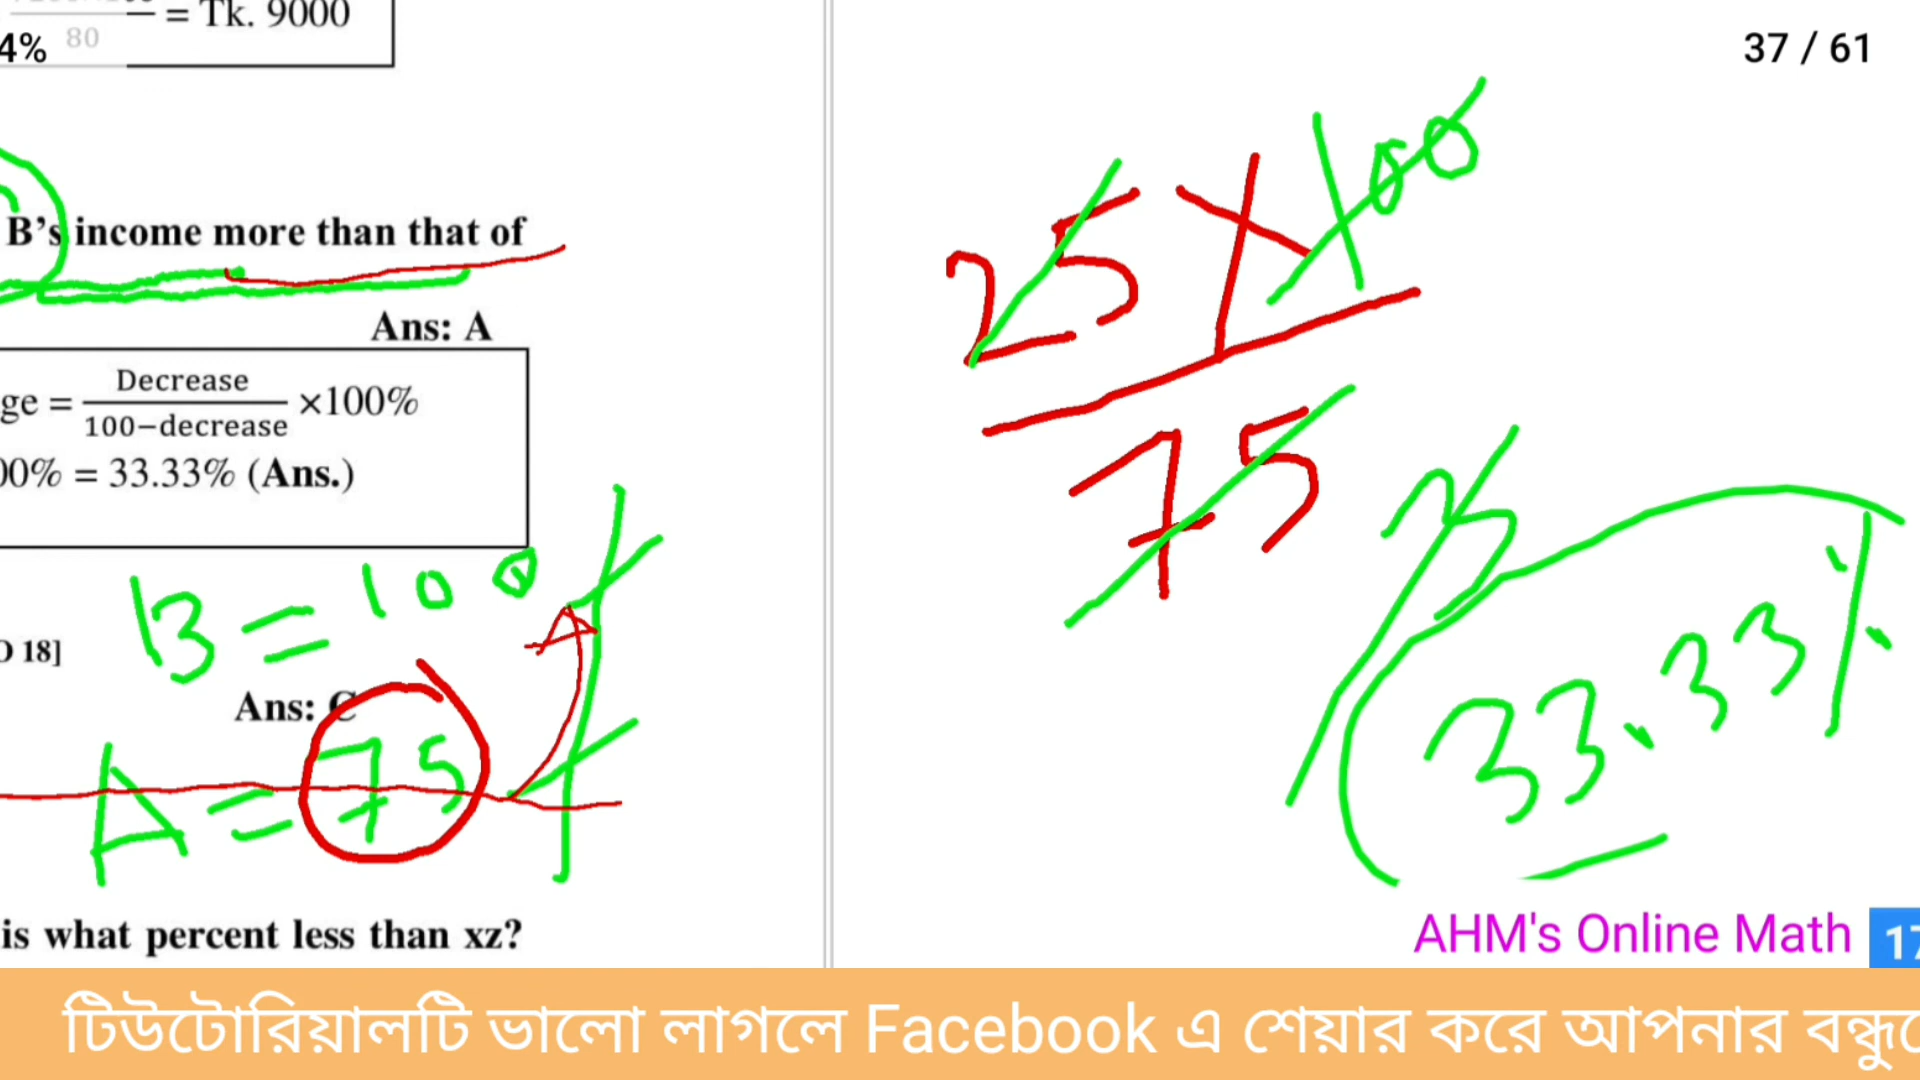 = Tk. 9000
80
4%
37 / 61
B's income more than that of
Ans: A
ge = Decrease
100−decrease ×100%
00% = 33.33% (Ans.)
B = 100
18]
Ans: C
A = 75
is what percent less than xz?
25 × 100
75
3
33.33%
AHM's Online Math
17
টিউটোরিয়ালটি ভালো লাগলে Facebook এ শেয়ার করে আপনার